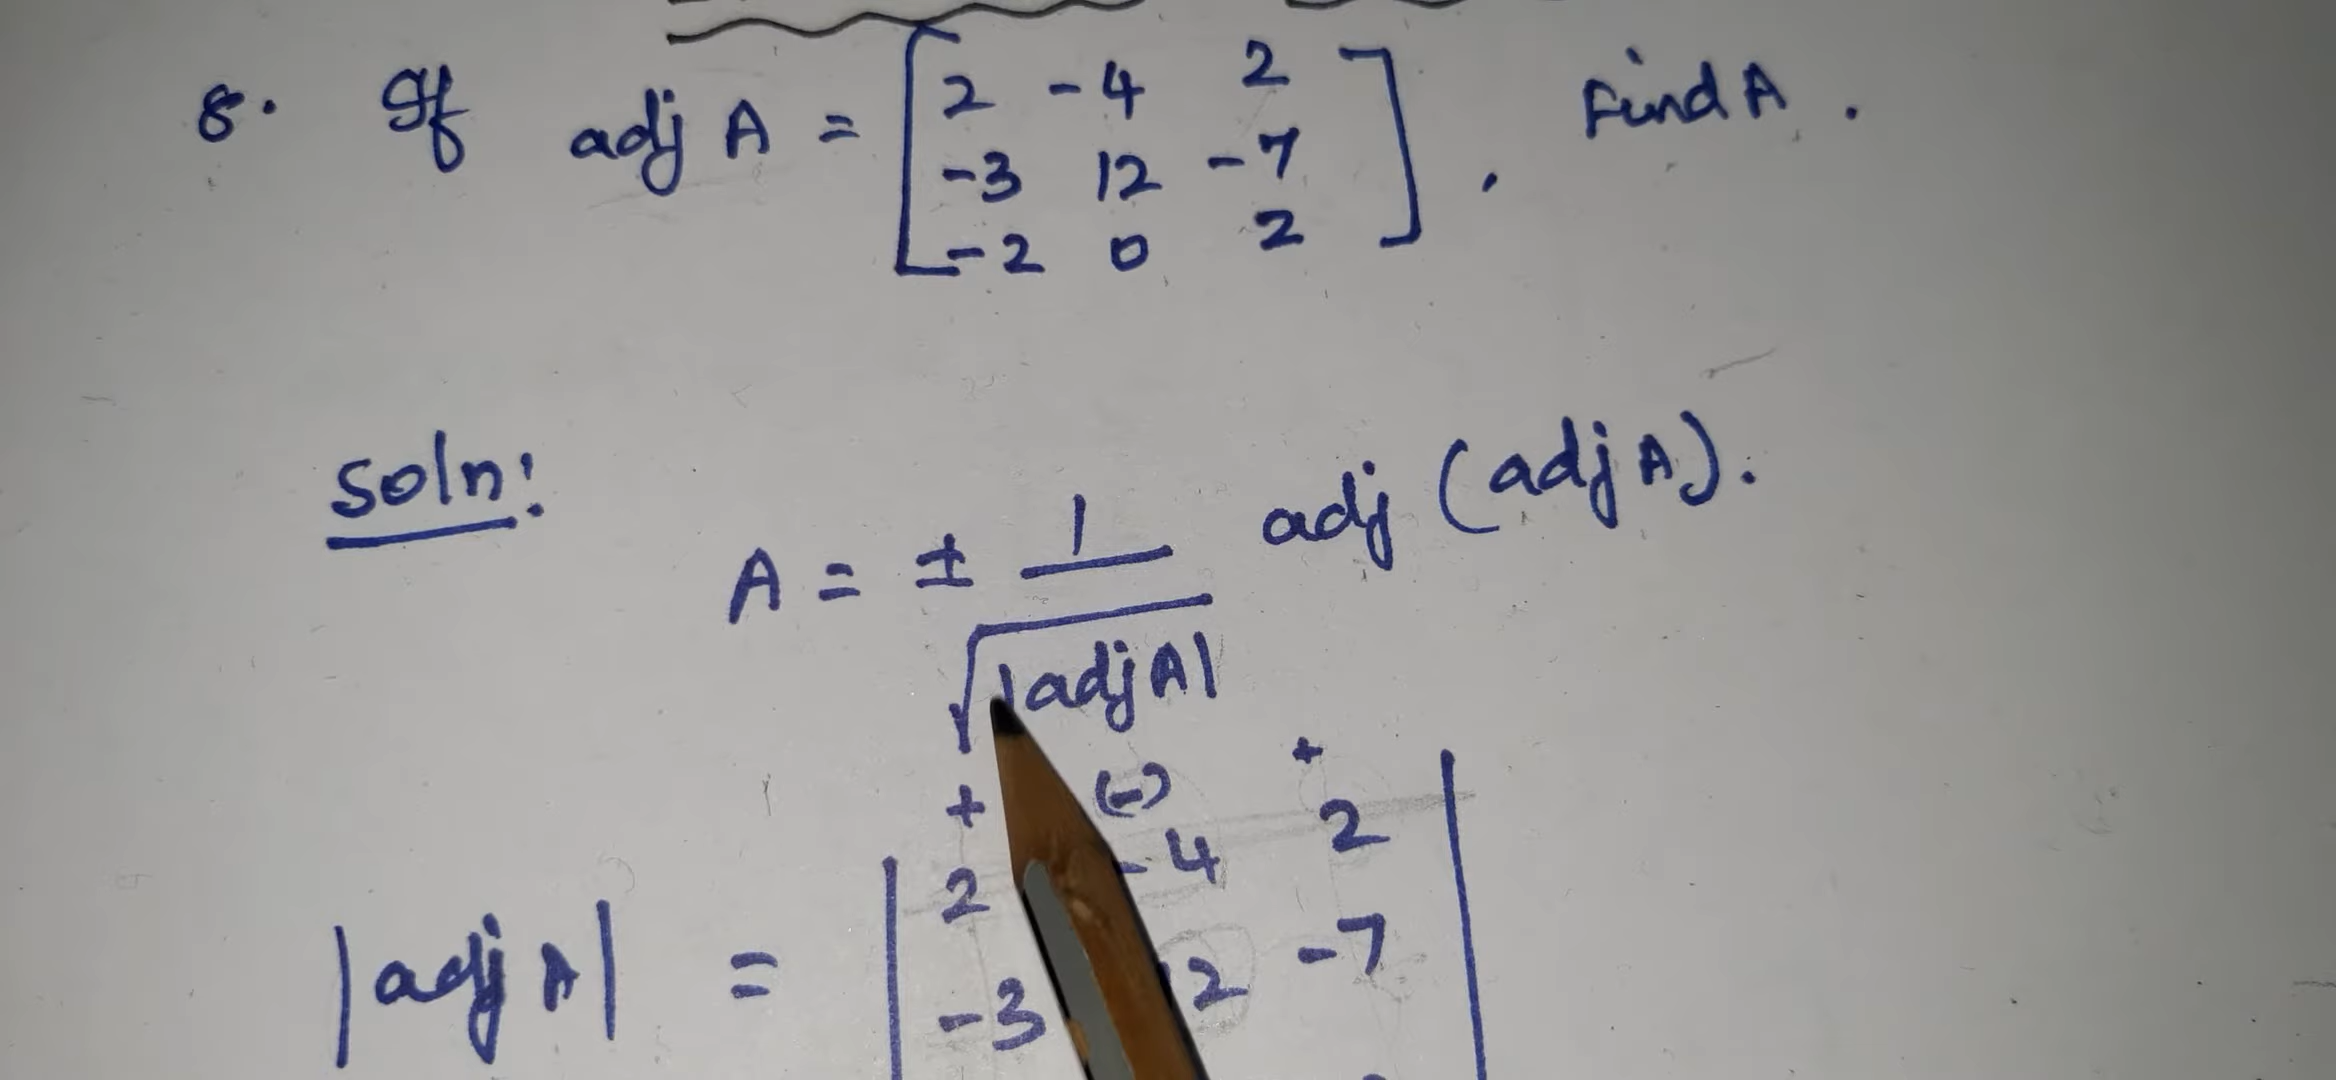 8. If adj A = [ 2 -4 2 ] . Find A .
-3 12 -7
-2 0 2
Soln:
A = ± 1 adj (adj A).
√|adj A|
+ (-) +
2 -4 2
|adj A| = -3 12 -7